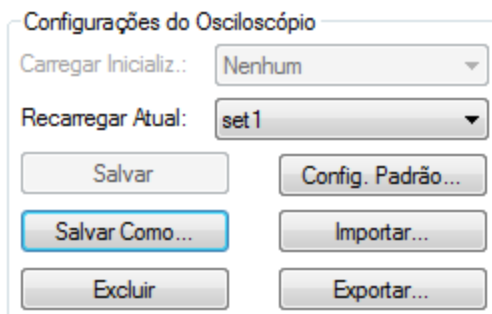 Configurações do Osciloscópio
Carregar Inicializ.: Nenhum
Recarregar Atual: set1
Salvar Config. Padrão...
Salvar Como... Importar...
Excluir Exportar...